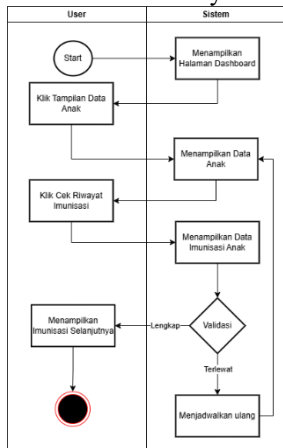 User
Sistem
Start
Menampilkan
Halaman Dashboard
Klik Tampilan Data
Anak
Menampilkan Data
Anak
Klik Cek Riwayat
Imunisasi
Menampilkan Data
Imunisasi Anak
Menampilkan
Imunisasi Selanjutnya
Lengkap
Validasi
Terlewat
Menjadwalkan ulang